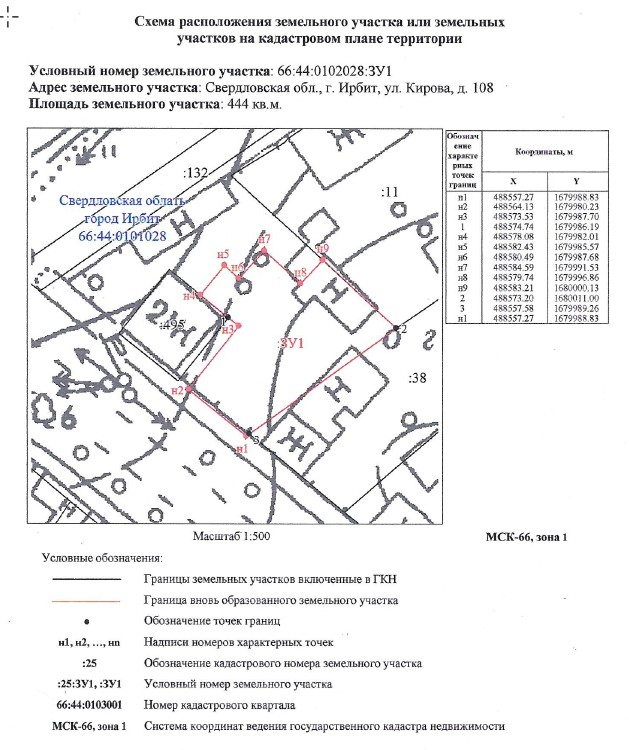 Схема расположения земельного участка или земельных
участков на кадастровом плане территории
Условный номер земельного участка: 66:44:0102028:ЗУ1
Адрес земельного участка: Свердловская обл., г. Ирбит, ул. Кирова, д. 108
Площадь земельного участка: 444 кв.м.
Обознач
ение
характе
рных
точек
границ
Координаты, м
X Y
н1 488557.27 1679988.83
н2 488564.13 1679980.23
н3 488573.53 1679987.70
1 488574.74 1679986.19
н4 488578.08 1679982.01
н5 488582.43 1679985.57
н6 488580.49 1679987.68
н7 488584.59 1679991.53
н8 488579.74 1679996.86
н9 488583.21 1680000.13
2 488573.20 1680011.00
3 488557.58 1679989.26
н1 488557.27 1679988.83
11
:132
:11
Свердловская облать
город Ирбит
66:44:0101028
н7
н9
н5
н6
н8
н4
1
н3
2
2Н
:495
:ЗУ1
Н
Н
:38
н2
6
Ж
3
н1
Масштаб 1:500
МСК-66, зона 1
Условные обозначения:
Границы земельных участков включенные в ГКН
Граница вновь образованного земельного участка
Обозначение точек границ
н1, н2, ..., нn Надписи номеров характерных точек
:25 Обозначение кадастрового номера земельного участка
:25:ЗУ1, :ЗУ1 Условный номер земельного участка
66:44:0103001 Номер кадастрового квартала
МСК-66, зона 1 Система координат ведения государственного кадастра недвижимости